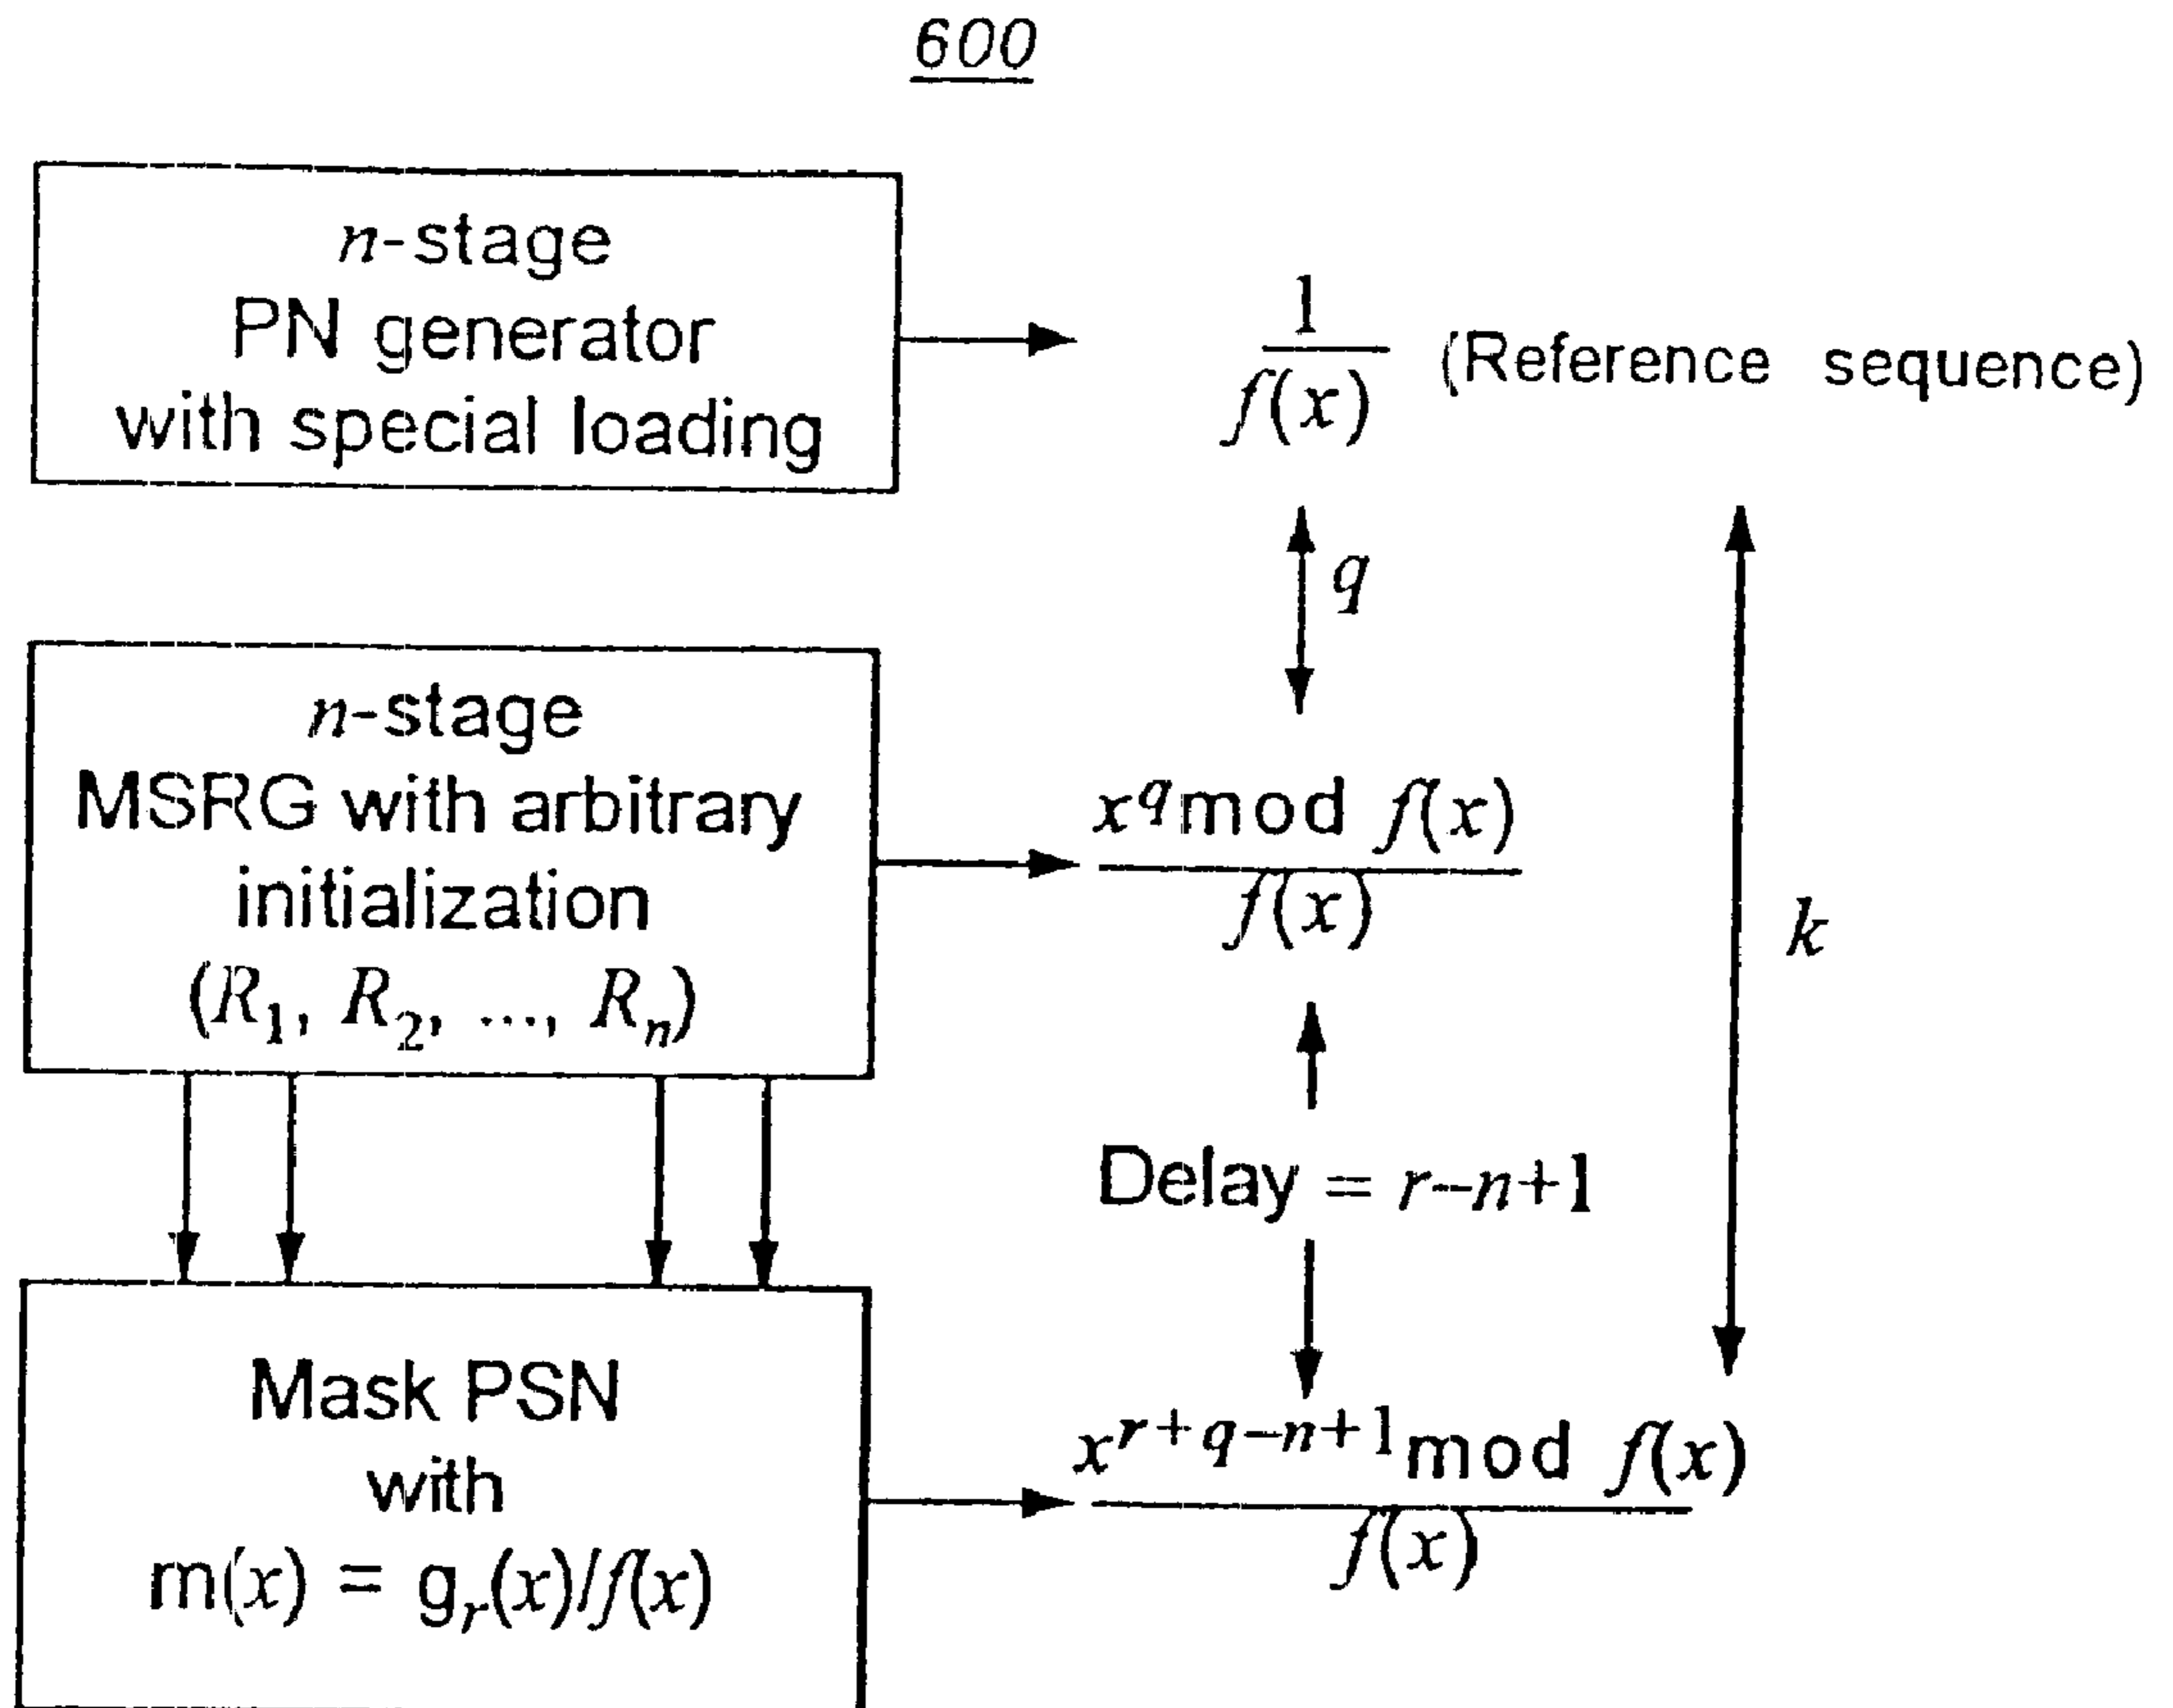 600
n-stage
PN generator
with special loading
1
f(x)
(Reference sequence)
q
n-stage
MSRG with arbitrary
initialization
(R₁, R₂, ..., Rₙ)
x^q mod f(x)
f(x)
k
Delay = r–n+1
Mask PSN
with
m(x) = gᵣ(x)/f(x)
x^{r+q–n+1} mod f(x)
f(x)